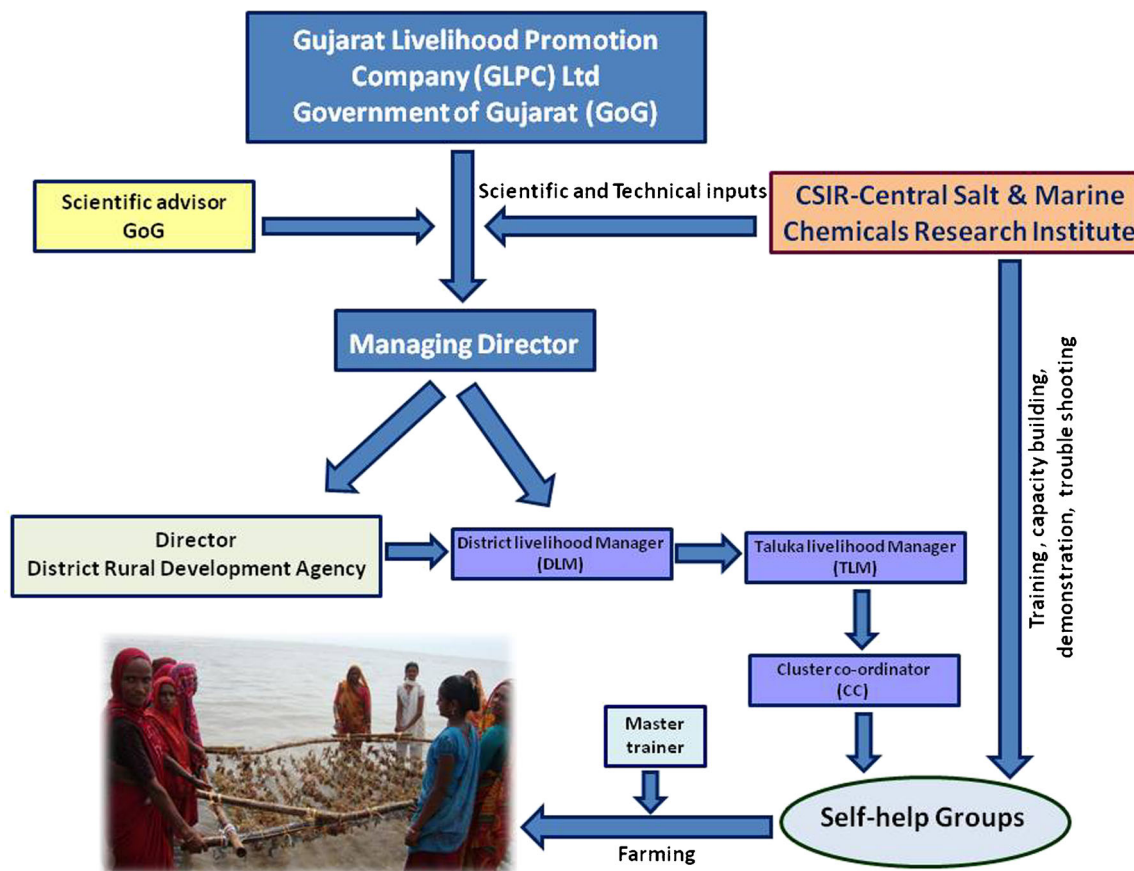 Gujarat Livelihood Promotion
Company (GLPC) Ltd
Government of Gujarat (GoG)
Scientific advisor
GoG
Scientific and Technical inputs
CSIR-Central Salt & Marine
Chemicals Research Institute
Managing Director
Training, capacity building,
demonstration, trouble shooting
Director
District Rural Development Agency
District livelihood Manager
(DLM)
Taluka livelihood Manager
(TLM)
Cluster co-ordinator
(CC)
Master
trainer
Self-help Groups
Farming